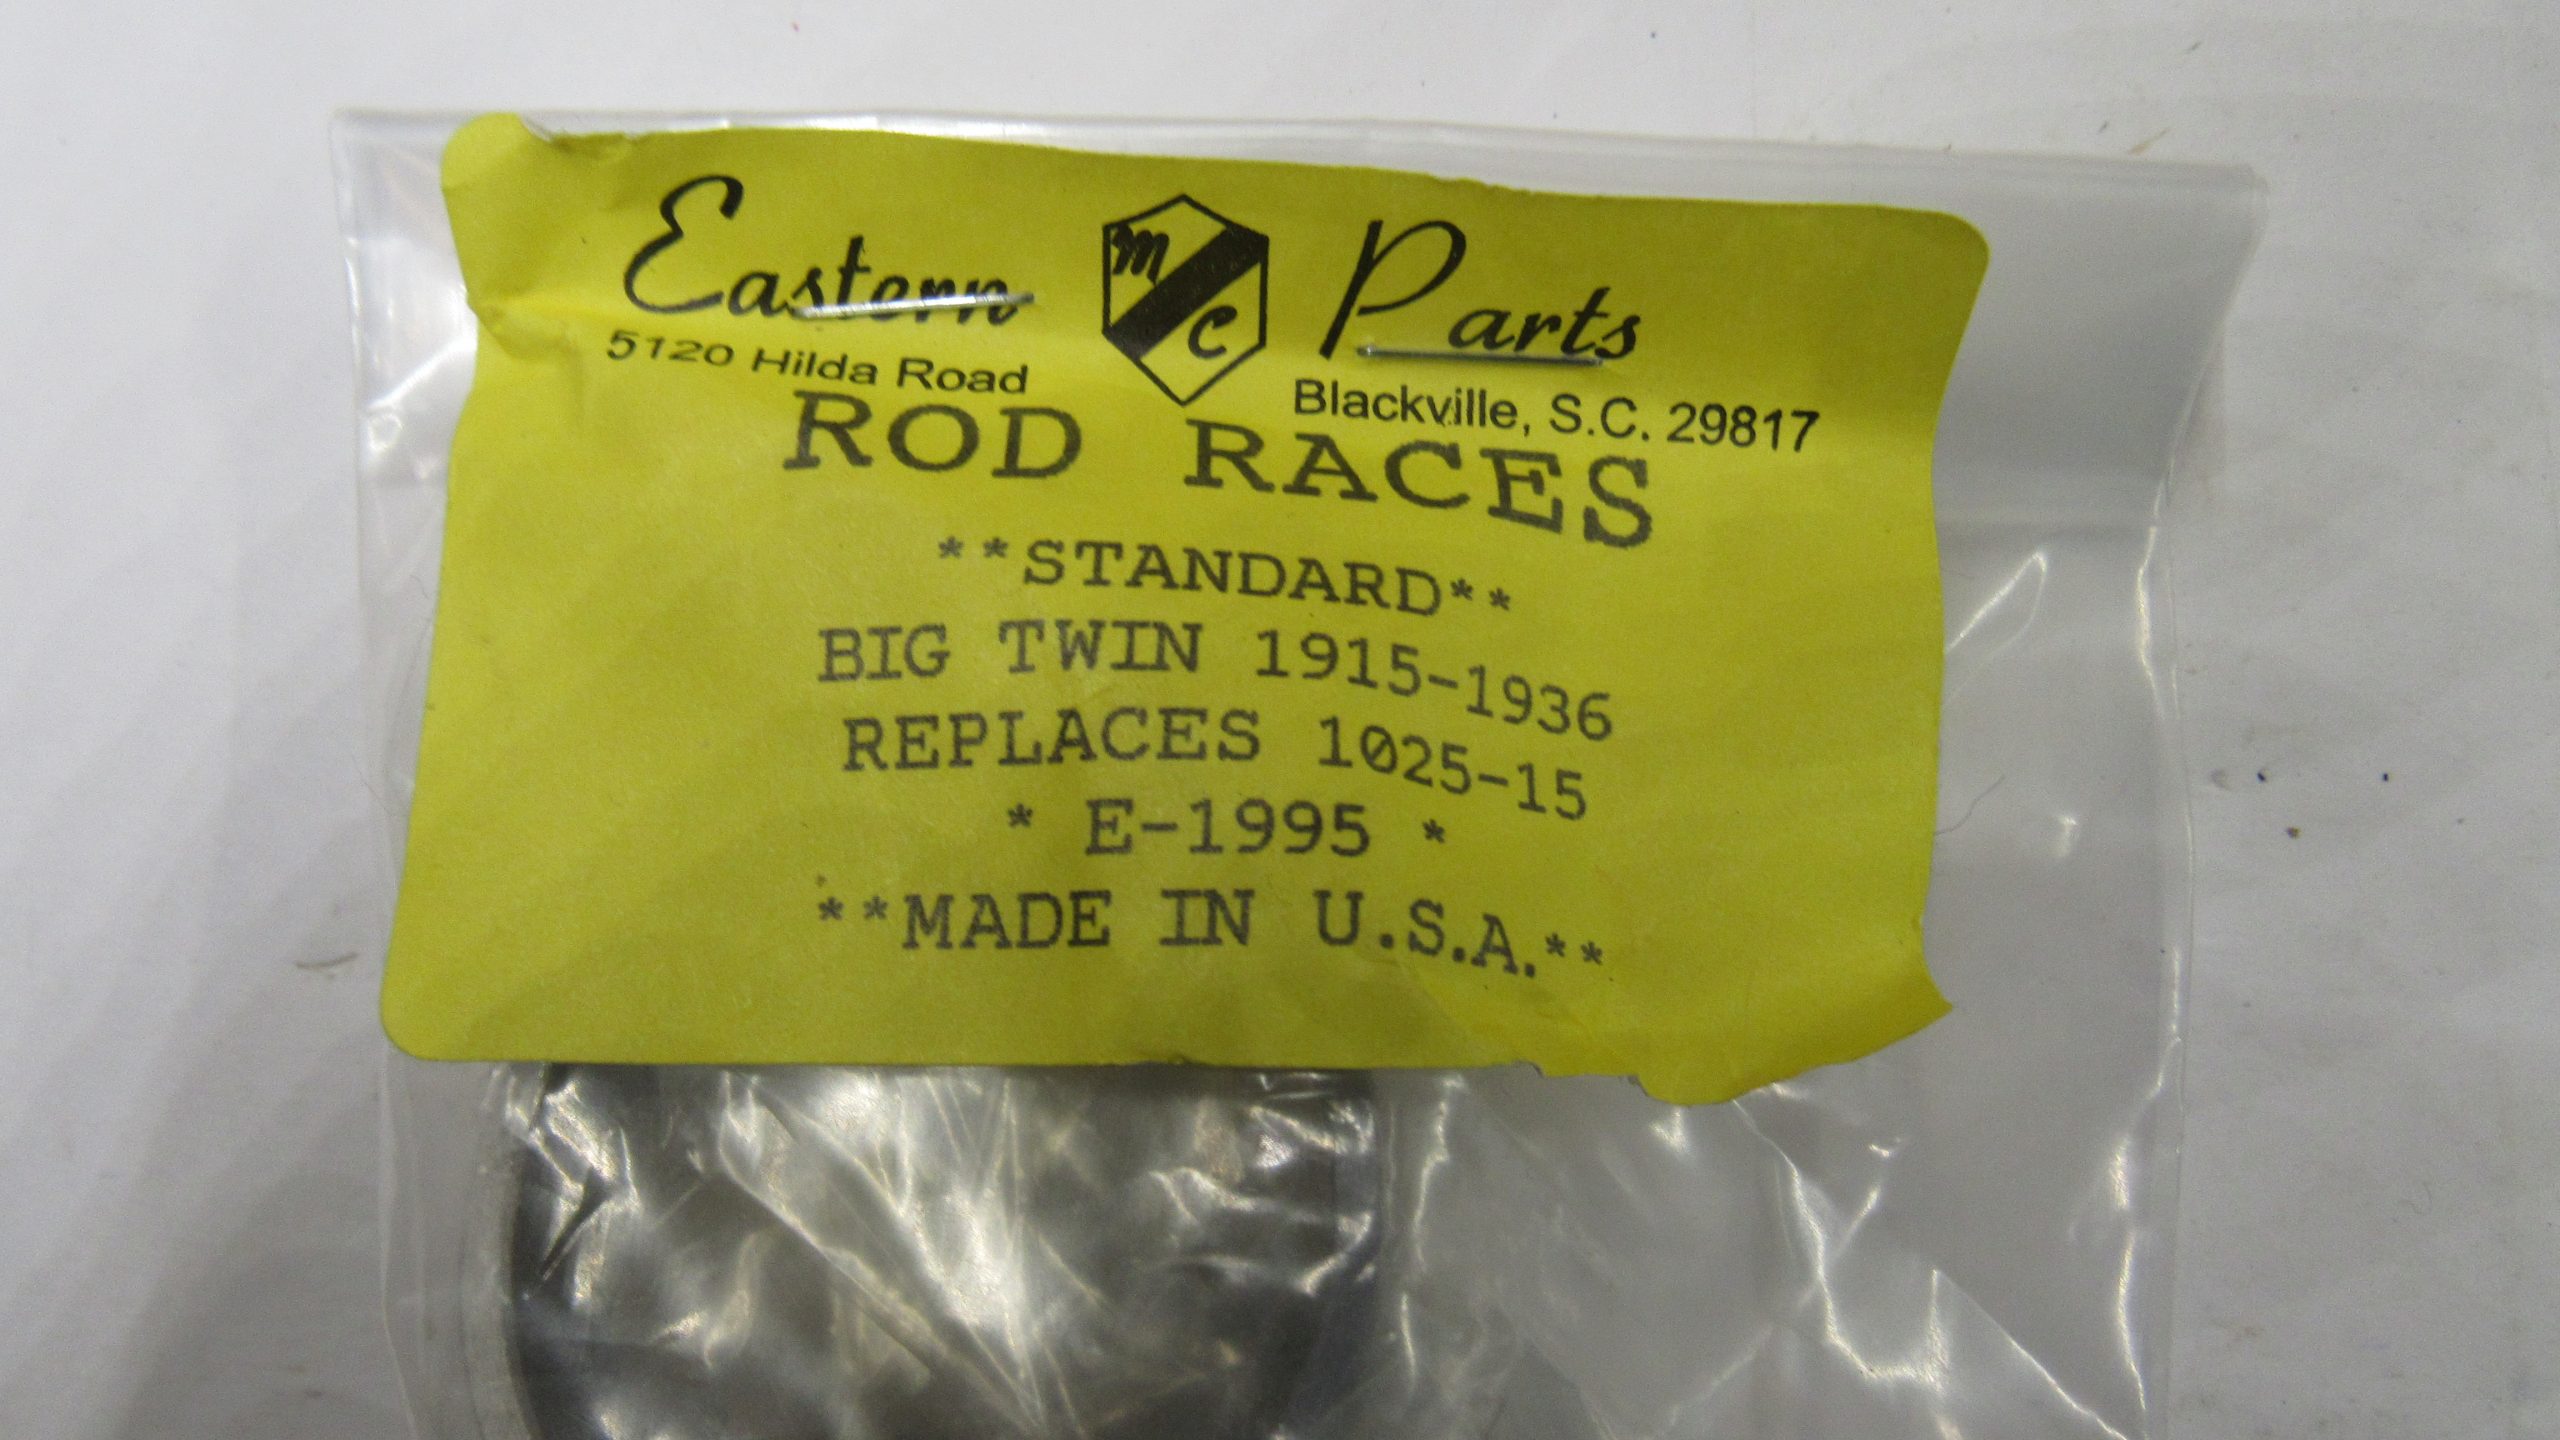 Eastern MC Parts
5120 Hilda Road Blackville, S.C. 29817
ROD RACES
**STANDARD**
BIG TWIN 1915-1936
REPLACES 1025-15
* E-1995 *
**MADE IN U.S.A.**